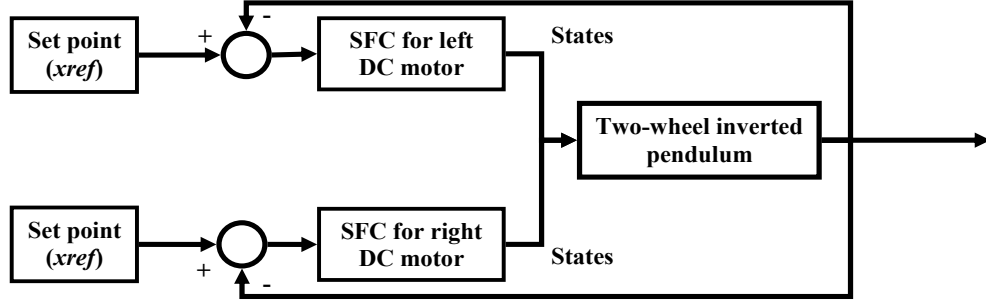 -
+
Set point
(xref)
SFC for left
DC motor
States
Two-wheel inverted
pendulum
Set point
(xref)
SFC for right
DC motor
States
+
-